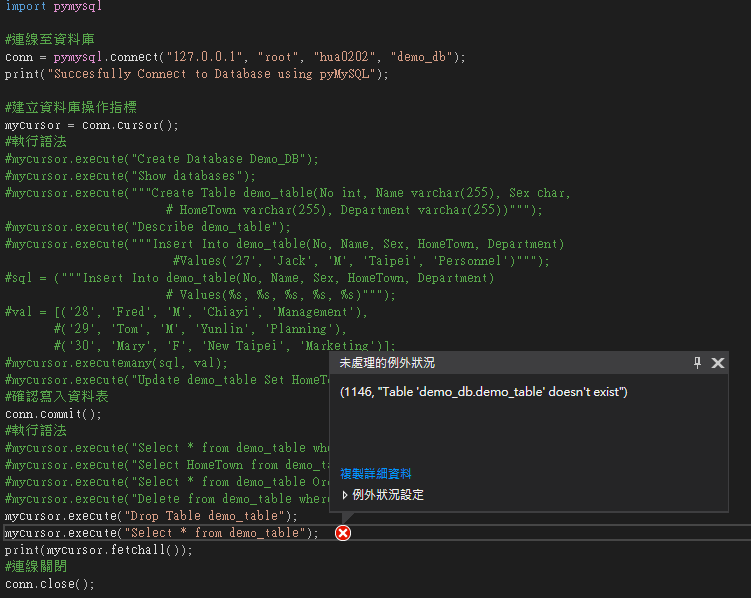 import pymysql
#連線至資料庫
conn = pymysql.connect("127.0.0.1", "root", "hua0202", "demo_db");
print("Succesfully Connect to Database using pyMySQL");
#建立資料庫操作指標
mycursor = conn.cursor();
#執行語法
#mycursor.execute("Create Database Demo_DB");
#mycursor.execute("Show databases");
#mycursor.execute("""Create Table demo_table(No int, Name varchar(255), Sex char,
# HomeTown varchar(255), Department varchar(255))""");
#mycursor.execute("Describe demo_table");
#mycursor.execute("""Insert Into demo_table(No, Name, Sex, HomeTown, Department)
#Values('27', 'Jack', 'M', 'Taipei', 'Personnel')""");
#sql = ("""Insert Into demo_table(No, Name, Sex, HomeTown, Department)
# Values(%s, %s, %s, %s, %s)""");
#val = [('28', 'Fred', 'M', 'Chiayi', 'Management'),
#('29', 'Tom', 'M', 'Yunlin', 'Planning'),
#('30', 'Mary', 'F', 'New Taipei', 'Marketing')];
#mycursor.executemany(sql, val);
#mycursor.execute("Update demo_table Set HomeT
#確認寫入資料表
conn.commit();
#執行語法
#mycursor.execute("Select * from demo_table whe
#mycursor.execute("Select HomeTown from demo_ta
#mycursor.execute("Select * from demo_table Or
#mycursor.execute("Delete from demo_table where
mycursor.execute("Drop Table demo_table");
mycursor.execute("Select * from demo_table");
print(mycursor.fetchall());
#連線關閉
conn.close();
未處理的例外狀況
(1146, "Table 'demo_db.demo_table' doesn't exist")
複製詳細資料
例外狀況設定